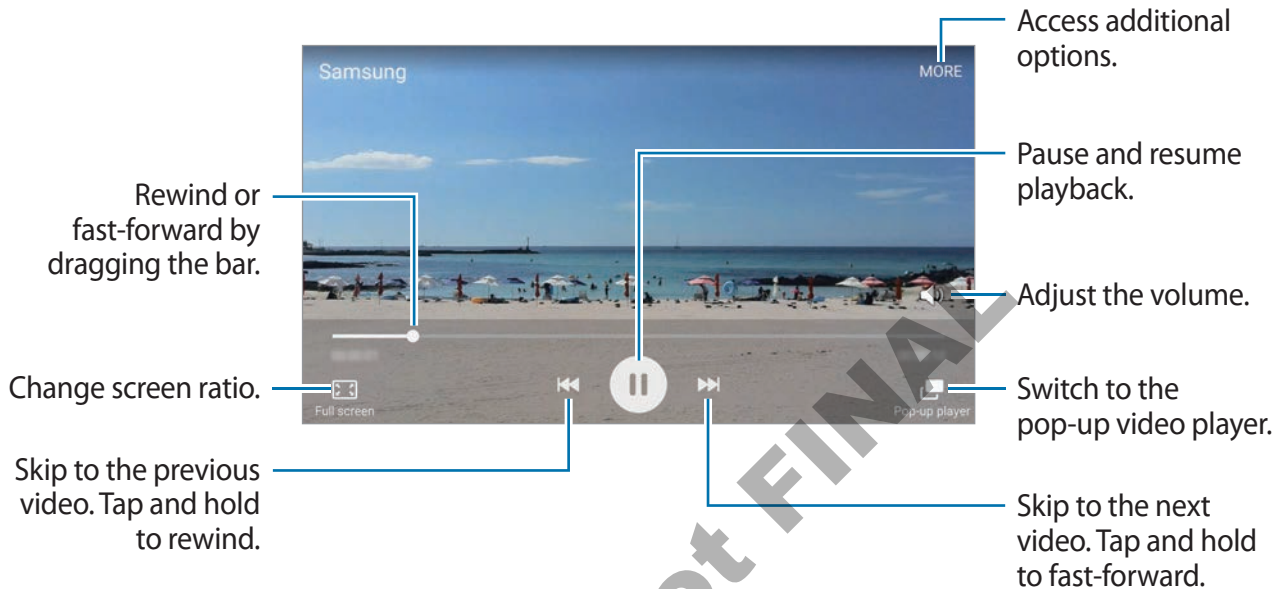 Access additional
options.
Samsung
MORE
Pause and resume
playback.
Rewind or
fast-forward by
dragging the bar.
Adjust the volume.
Change screen ratio.
Full screen
Pop-up player
Switch to the
pop-up video player.
Skip to the previous
video. Tap and hold
to rewind.
Skip to the next
video. Tap and hold
to fast-forward.
FINAL